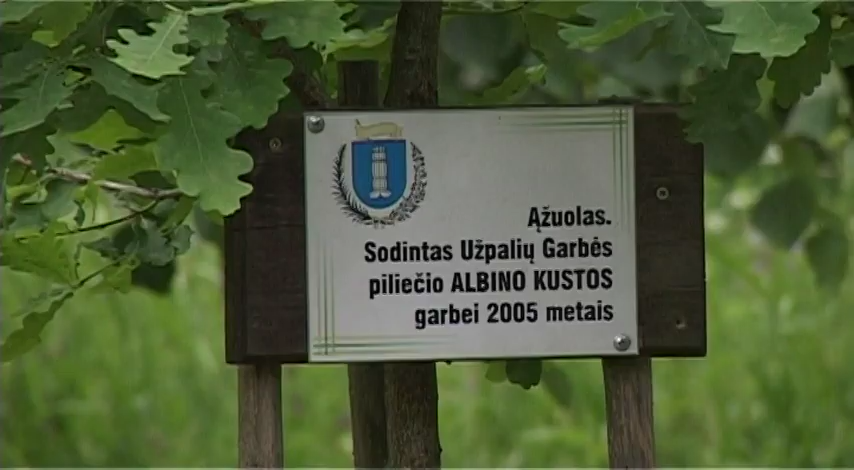 Ąžuolas.
Sodintas Užpalių Garbės
piliečio ALBINO KUSTOS
garbei 2005 metais